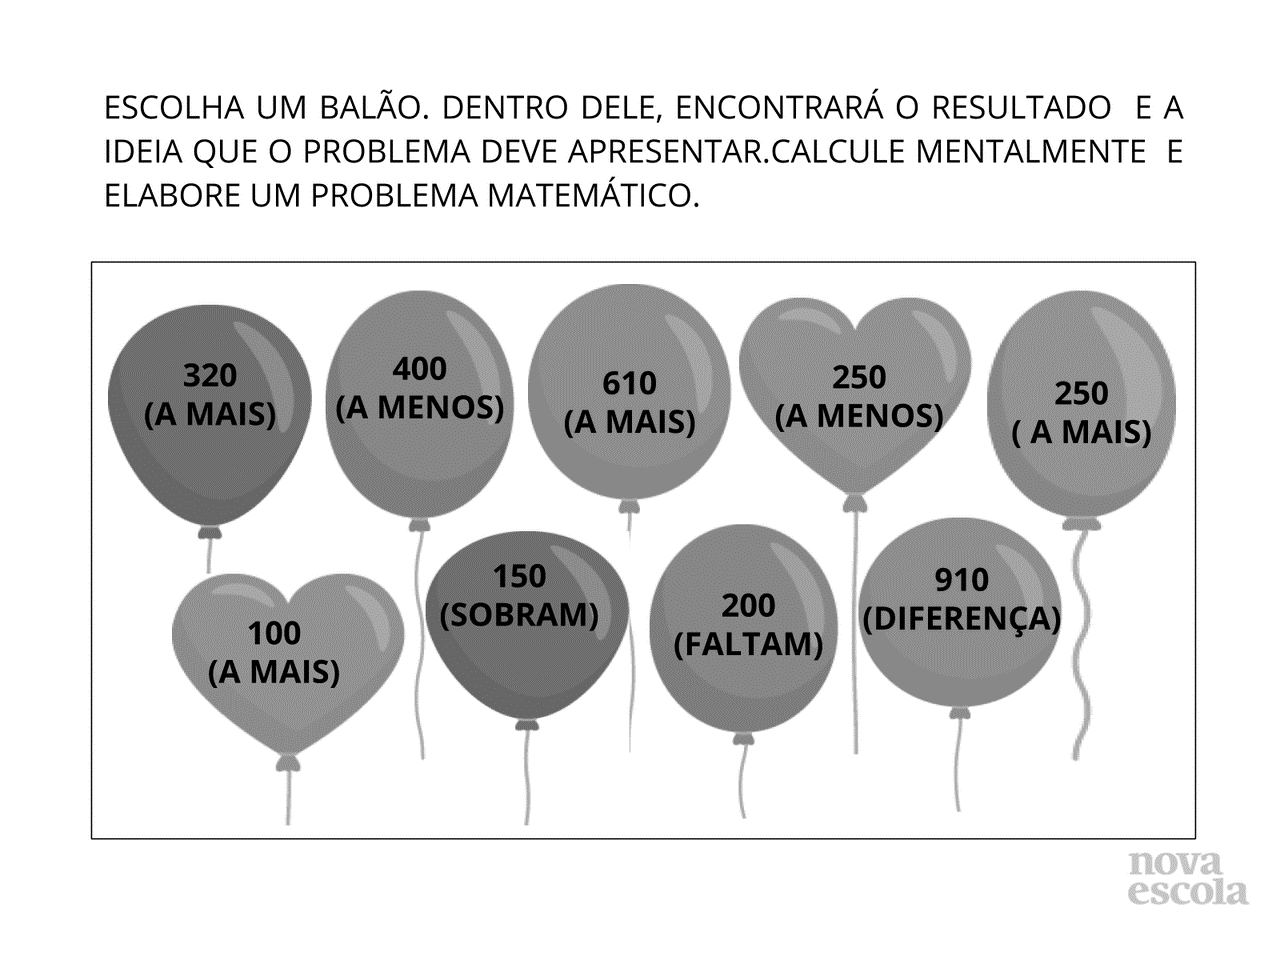 ESCOLHA UM BALÃO. DENTRO DELE, ENCONTRARÁ O RESULTADO E A
IDEIA QUE O PROBLEMA DEVE APRESENTAR.CALCULE MENTALMENTE E
ELABORE UM PROBLEMA MATEMÁTICO.
320
(A MAIS)
400
(A MENOS)
610
(A MAIS)
250
(A MENOS)
250
( A MAIS)
100
(A MAIS)
150
(SOBRAM)
200
(FALTAM)
910
(DIFERENÇA)
nova
escola